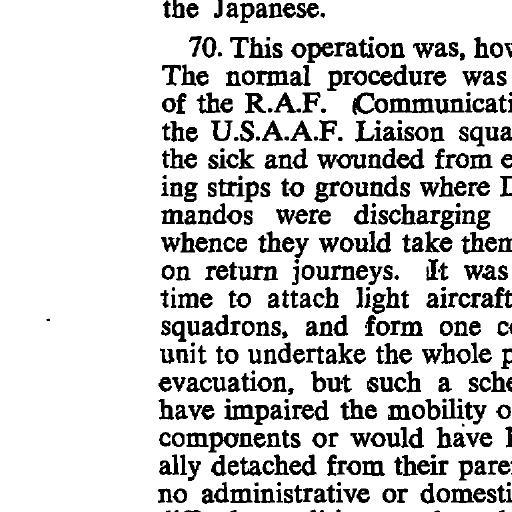 the Japanese.
70. This operation was,
The normal procedure was
of the R.A.F. (Communicati
the U.S.A.A.F. Liaison squa
the sick and wounded from e
ing strips to grounds where D
mandos were discharging
whence they would take them
on return journeys. It was
time to attach light aircraft
squadrons, and form one c
unit to undertake the whole p
evacuation, but such a sche
have impaired the mobility o
components or would have
ally detached from their pare
no administrative or domesti